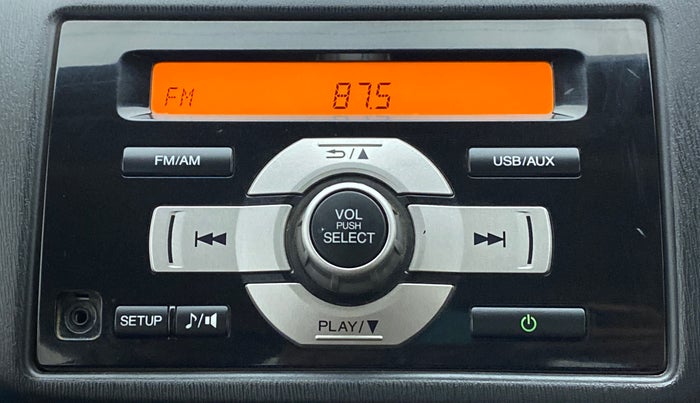 FM 87.5
FM/AM
USB/AUX
VOL
PUSH
SELECT
SETUP
PLAY/▼